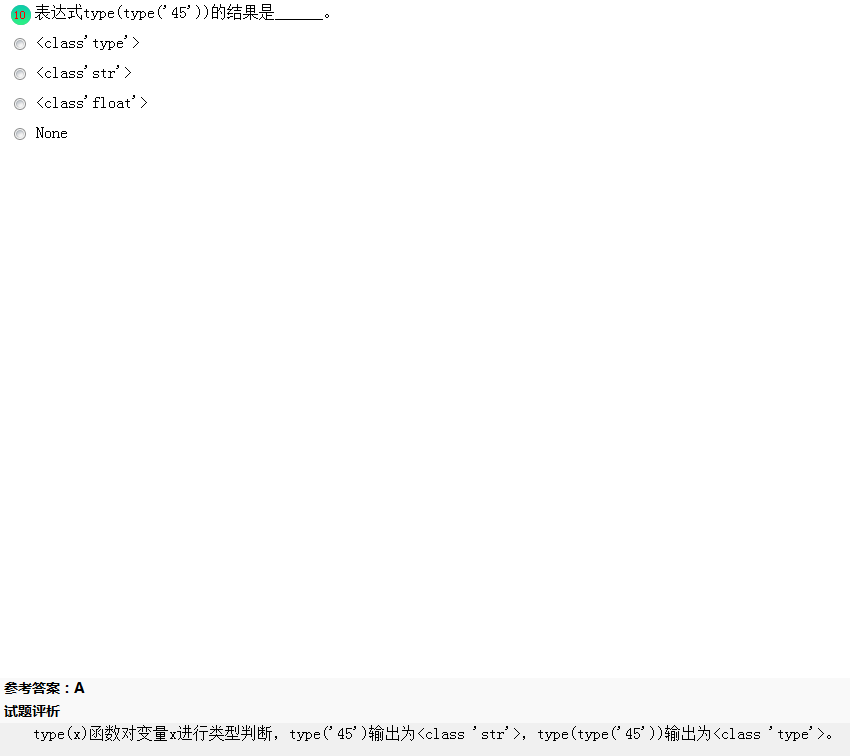 10 表达式type(type('45'))的结果是______。
<class'type'>
<class'str'>
<class'float'>
None
参考答案：A
试题评析
type(x)函数对变量x进行类型判断，type('45')输出为<class 'str'>，type(type('45'))输出为<class 'type'>。